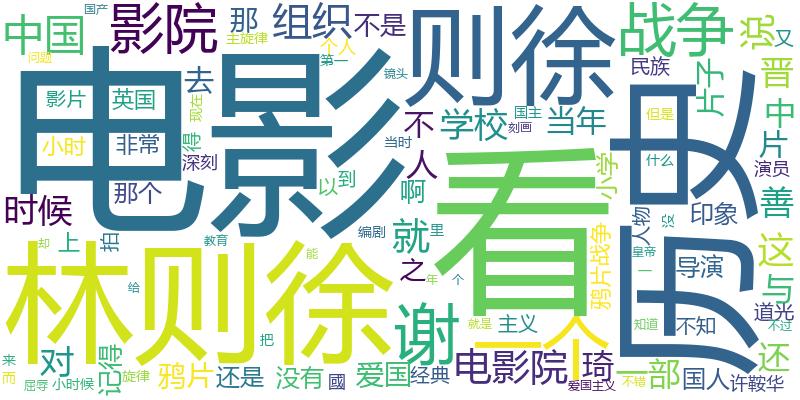 国产
主旋律
那
组织
不是
中国
影院
则徐
战争
说
又
问题
个人
第一
去
镜头
影片
英国
得
现在
小时
非常
深刻
那个
电影
当时
不
人
学校
国主
刻画
当年
民族
片子
晋
中
片
但是
什么
演员
看
历史
时候
却
上
拍
以
到
啊
小学
善
印象
人物
没
皇帝
一
林则徐
教育
能
给
编剧
里
就
之
年
个
谢
鸦片战争
导演
这
与
道光
知道
不知
不过
对
记得
来
而
屈辱
小时候
旋律
鸦片
还是
把
没有
國
爱国
经典
就是
主义
电影院
一个
琦
爱国主义
一部
不错
国人
许鞍华
还